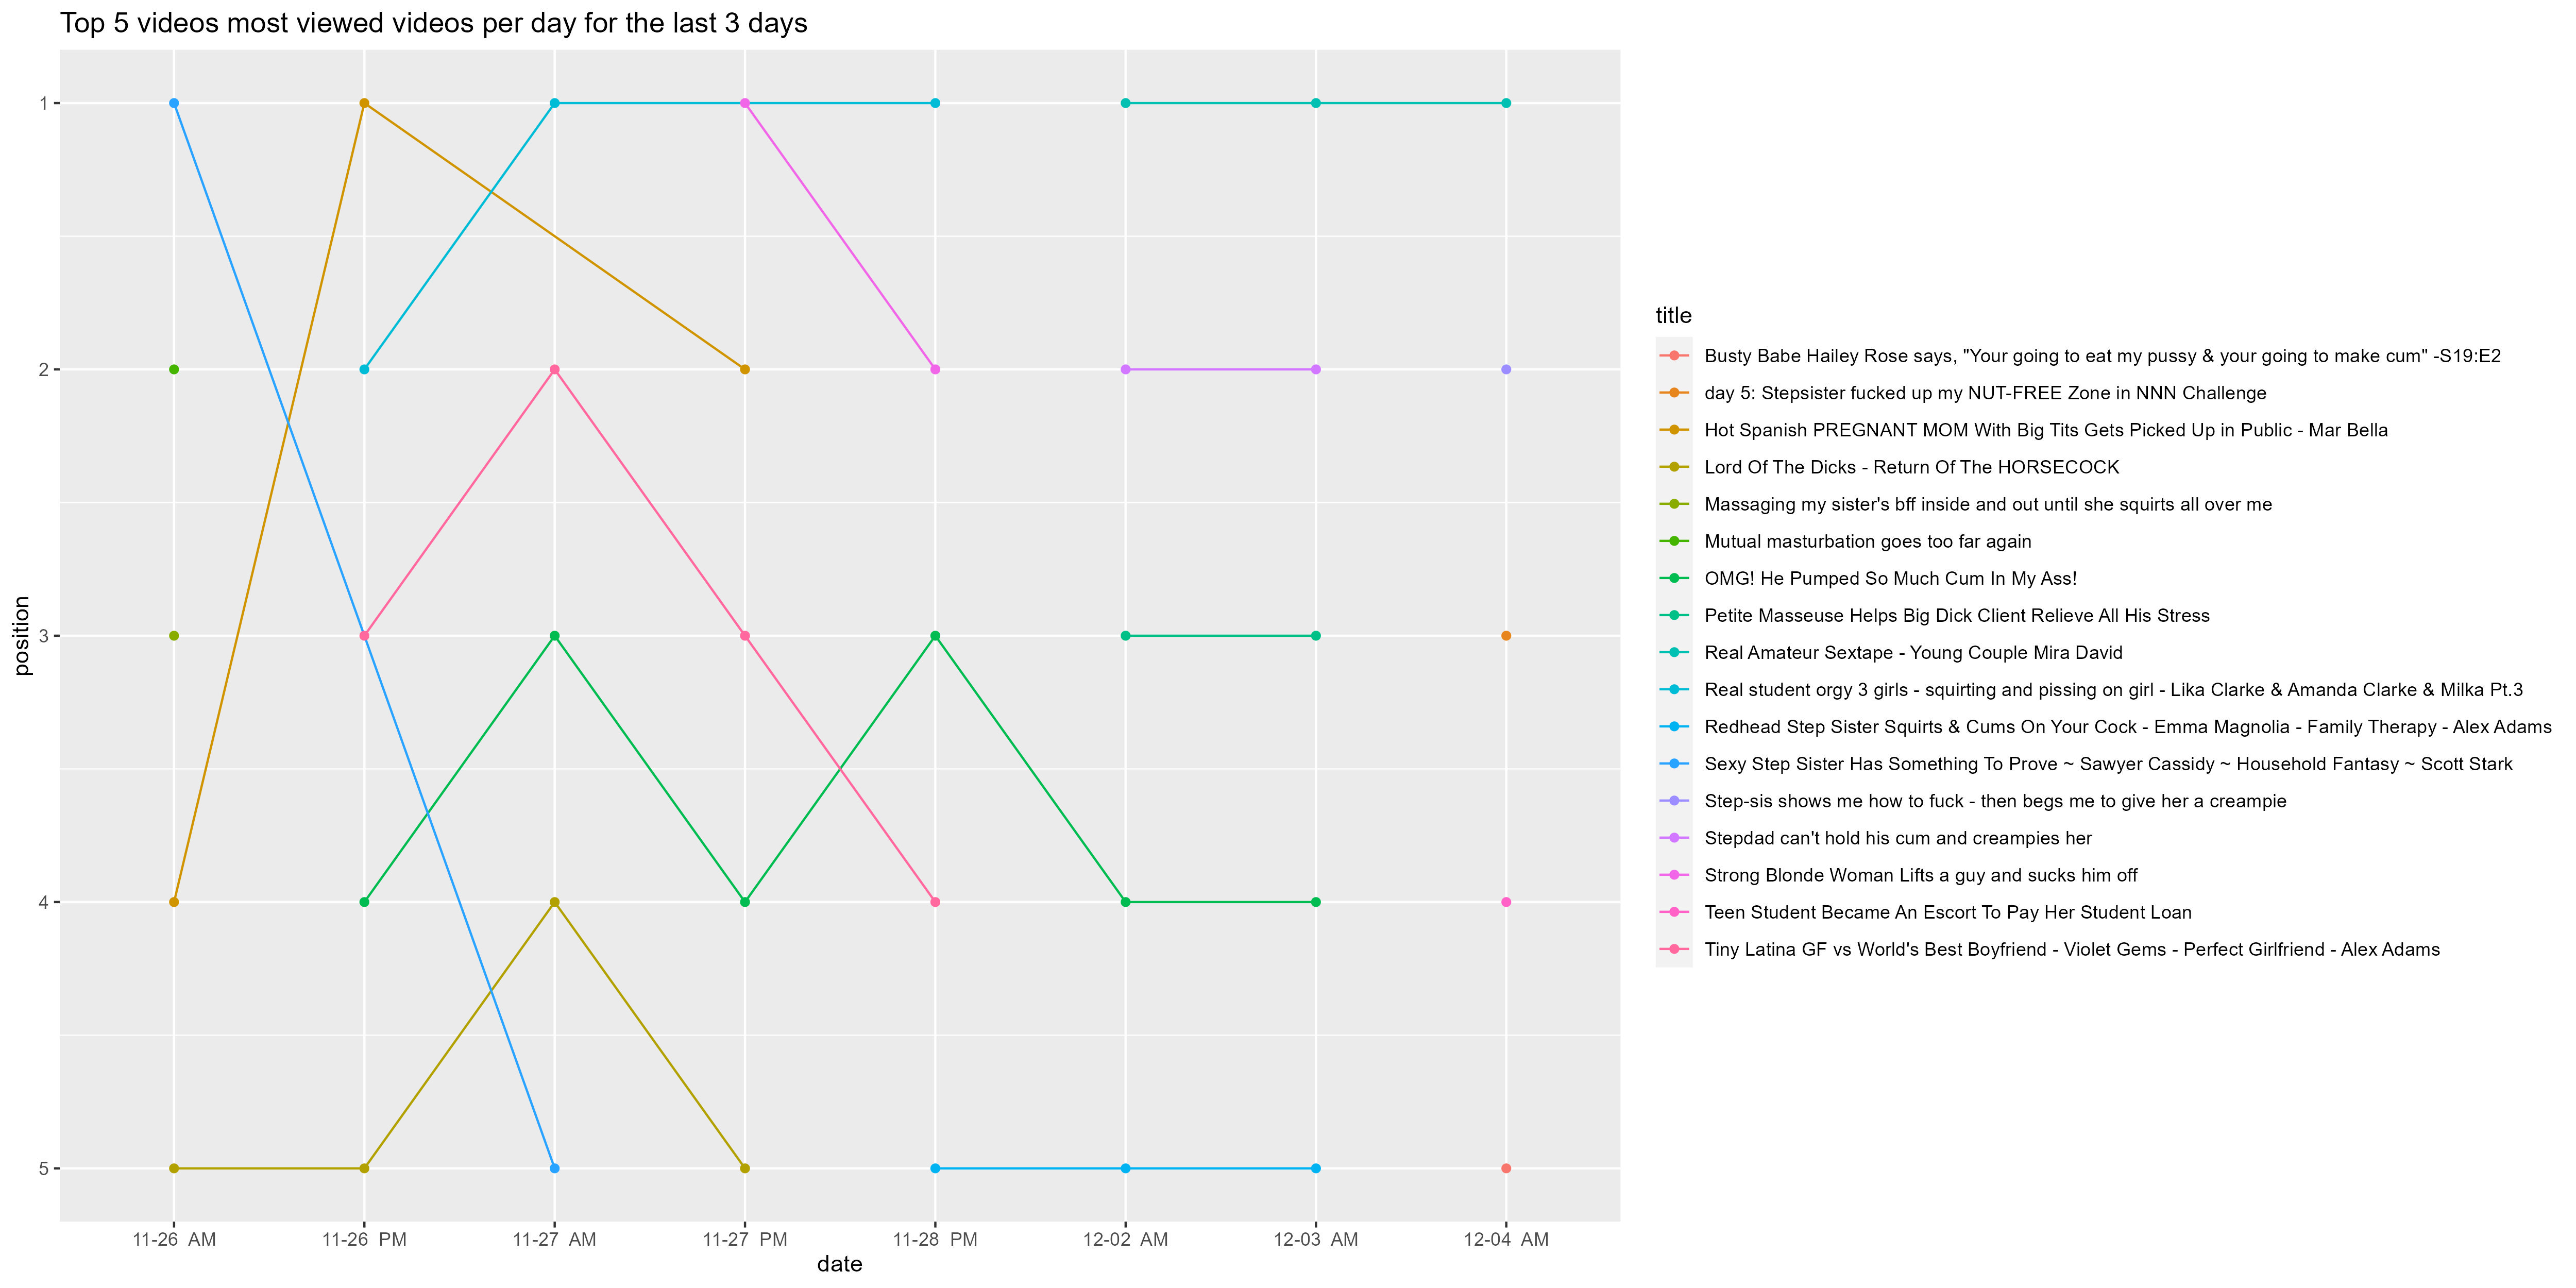 Top 5 videos most viewed videos per day for the last 3 days
position
1
2
3
4
5
11-26 AM
11-26 PM
11-27 AM
11-27 PM
11-28 PM
12-02 AM
12-03 AM
12-04 AM
date
title
Busty Babe Hailey Rose says, "Your going to eat my pussy & your going to make cum" -S19:E2
day 5: Stepsister fucked up my NUT-FREE Zone in NNN Challenge
Hot Spanish PREGNANT MOM With Big Tits Gets Picked Up in Public - Mar Bella
Lord Of The Dicks - Return Of The HORSECOCK
Massaging my sister's bff inside and out until she squirts all over me
Mutual masturbation goes too far again
OMG! He Pumped So Much Cum In My Ass!
Petite Masseuse Helps Big Dick Client Relieve All His Stress
Real Amateur Sextape - Young Couple Mira David
Real student orgy 3 girls - squirting and pissing on girl - Lika Clarke & Amanda Clarke & Milka Pt.3
Redhead Step Sister Squirts & Cums On Your Cock - Emma Magnolia - Family Therapy - Alex Adams
Sexy Step Sister Has Something To Prove ~ Sawyer Cassidy ~ Household Fantasy ~ Scott Stark
Step-sis shows me how to fuck - then begs me to give her a creampie
Stepdad can't hold his cum and creampies her
Strong Blonde Woman Lifts a guy and sucks him off
Teen Student Became An Escort To Pay Her Student Loan
Tiny Latina GF vs World's Best Boyfriend - Violet Gems - Perfect Girlfriend - Alex Adams